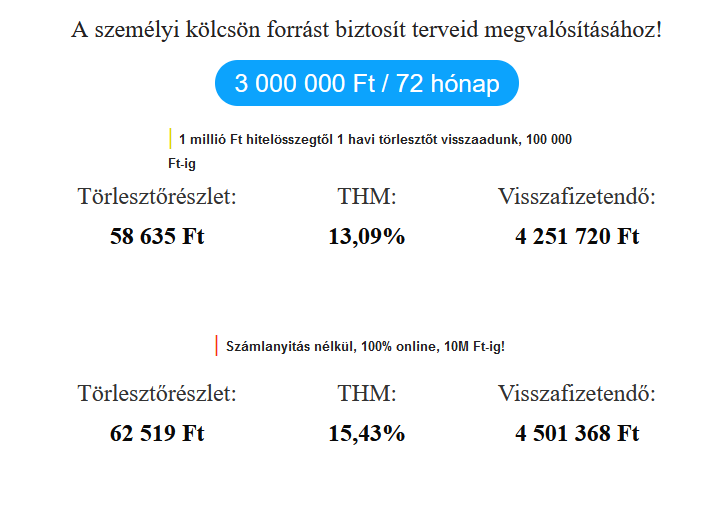 A személyi kölcsön forrást biztosít terveid megvalósításához!
3 000 000 Ft / 72 hónap
1 millió Ft hitelösszegtől 1 havi törlesztőt visszaadunk, 100 000
Ft-ig
Törlesztőrészlet: THM: Visszafizetendő:
58 635 Ft 13,09% 4 251 720 Ft
Számlanyitás nélkül, 100% online, 10M Ft-ig!
Törlesztőrészlet: THM: Visszafizetendő:
62 519 Ft 15,43% 4 501 368 Ft